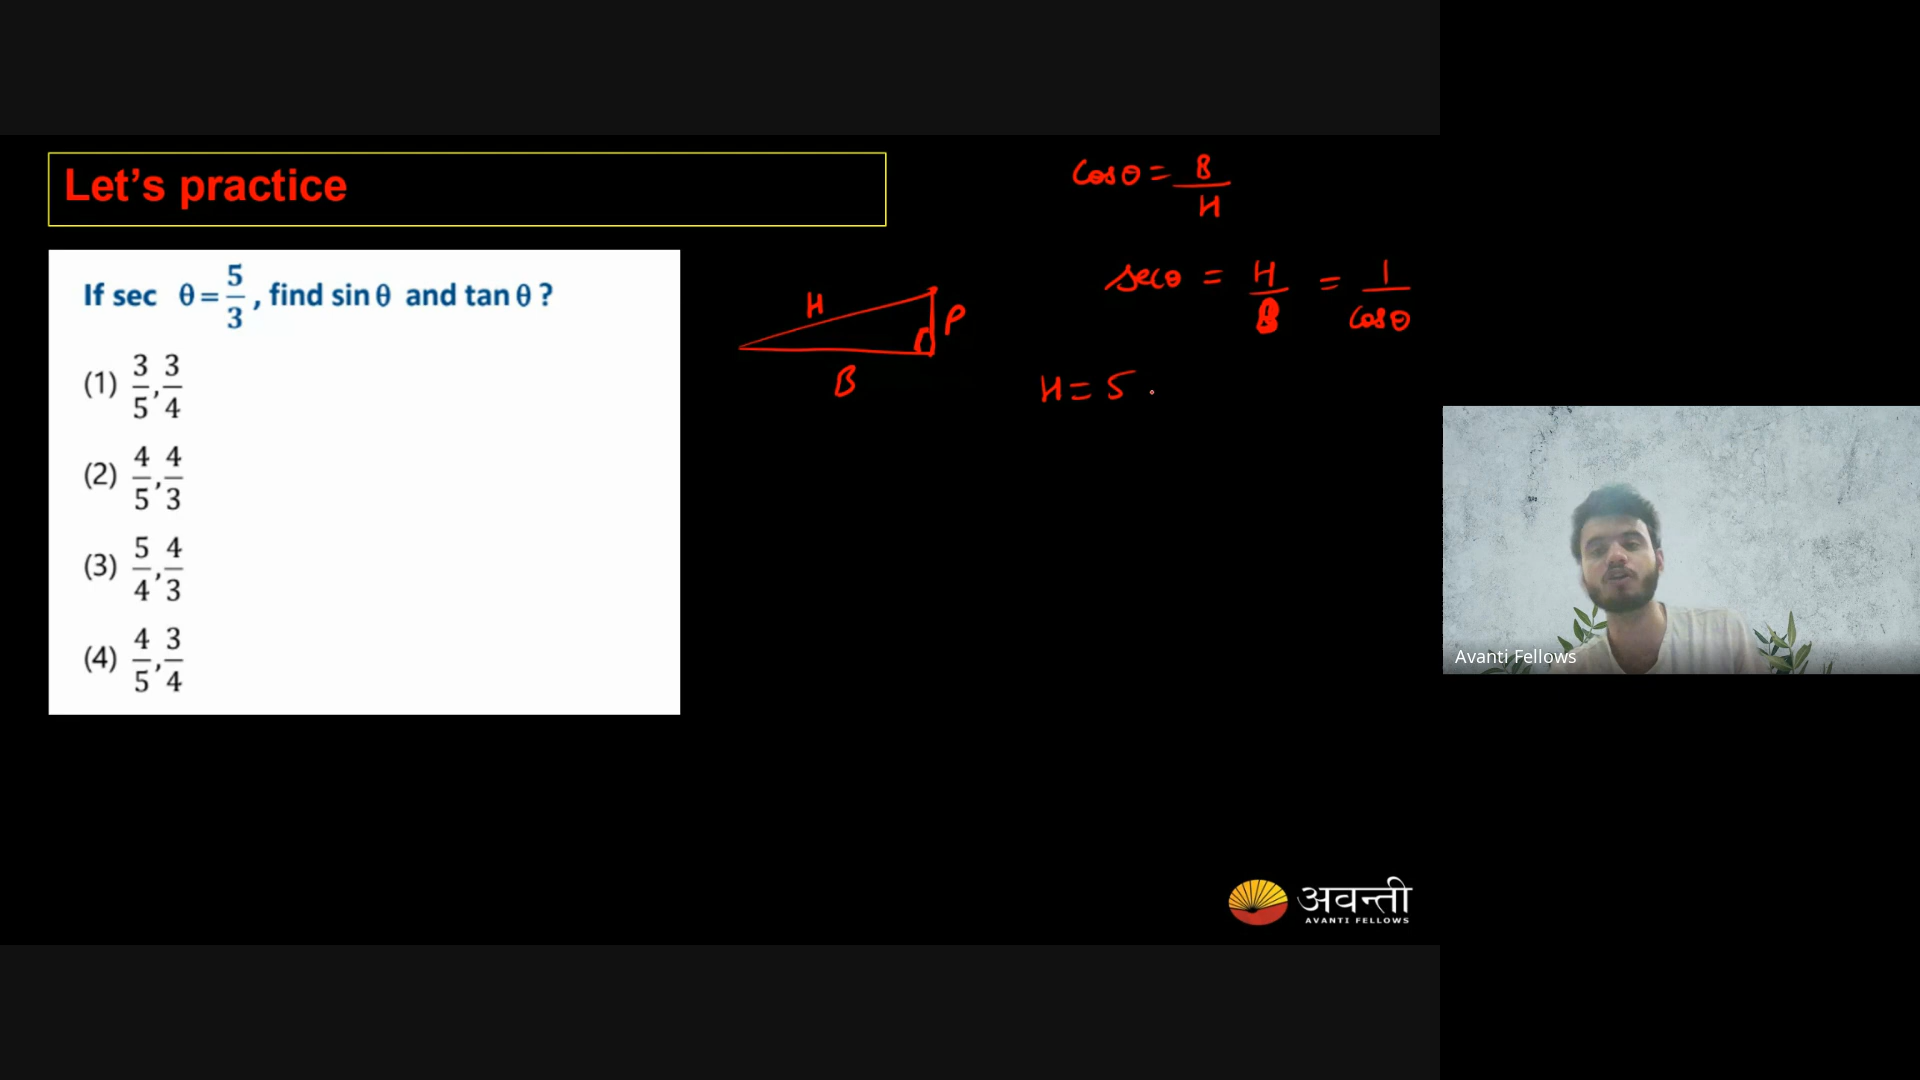 Let's practice
If sec θ = 5/3 , find sin θ and tan θ ?
(1) 3/5, 3/4
(2) 4/5, 4/3
(3) 5/4, 4/3
(4) 4/5, 3/4
Cosθ = B/H
secθ = H/B = 1/Cosθ
H
P
B
H = 5
Avanti Fellows
अवन्ती
AVANTI FELLOWS